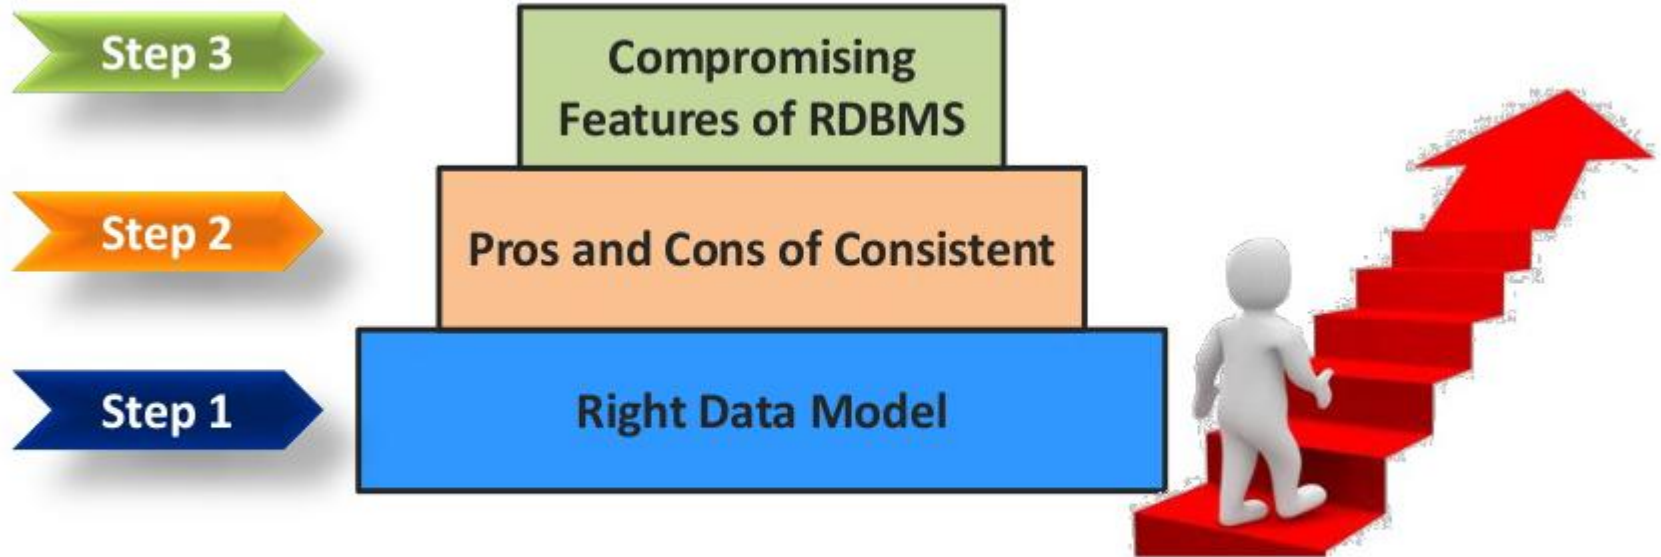 Step 3
Compromising
Features of RDBMS
Step 2
Pros and Cons of Consistent
Step 1
Right Data Model